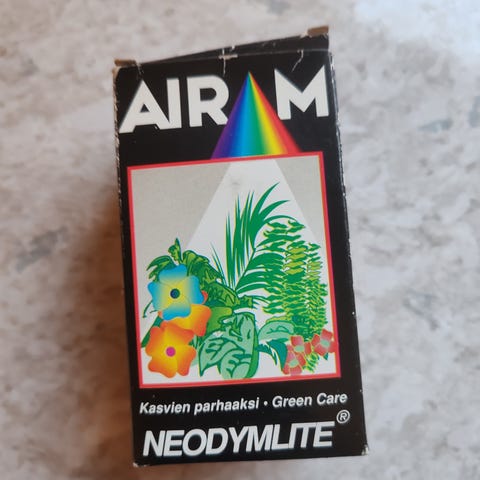 AIRAM
Kasvien parhaaksi • Green Care
NEODYMLITE®